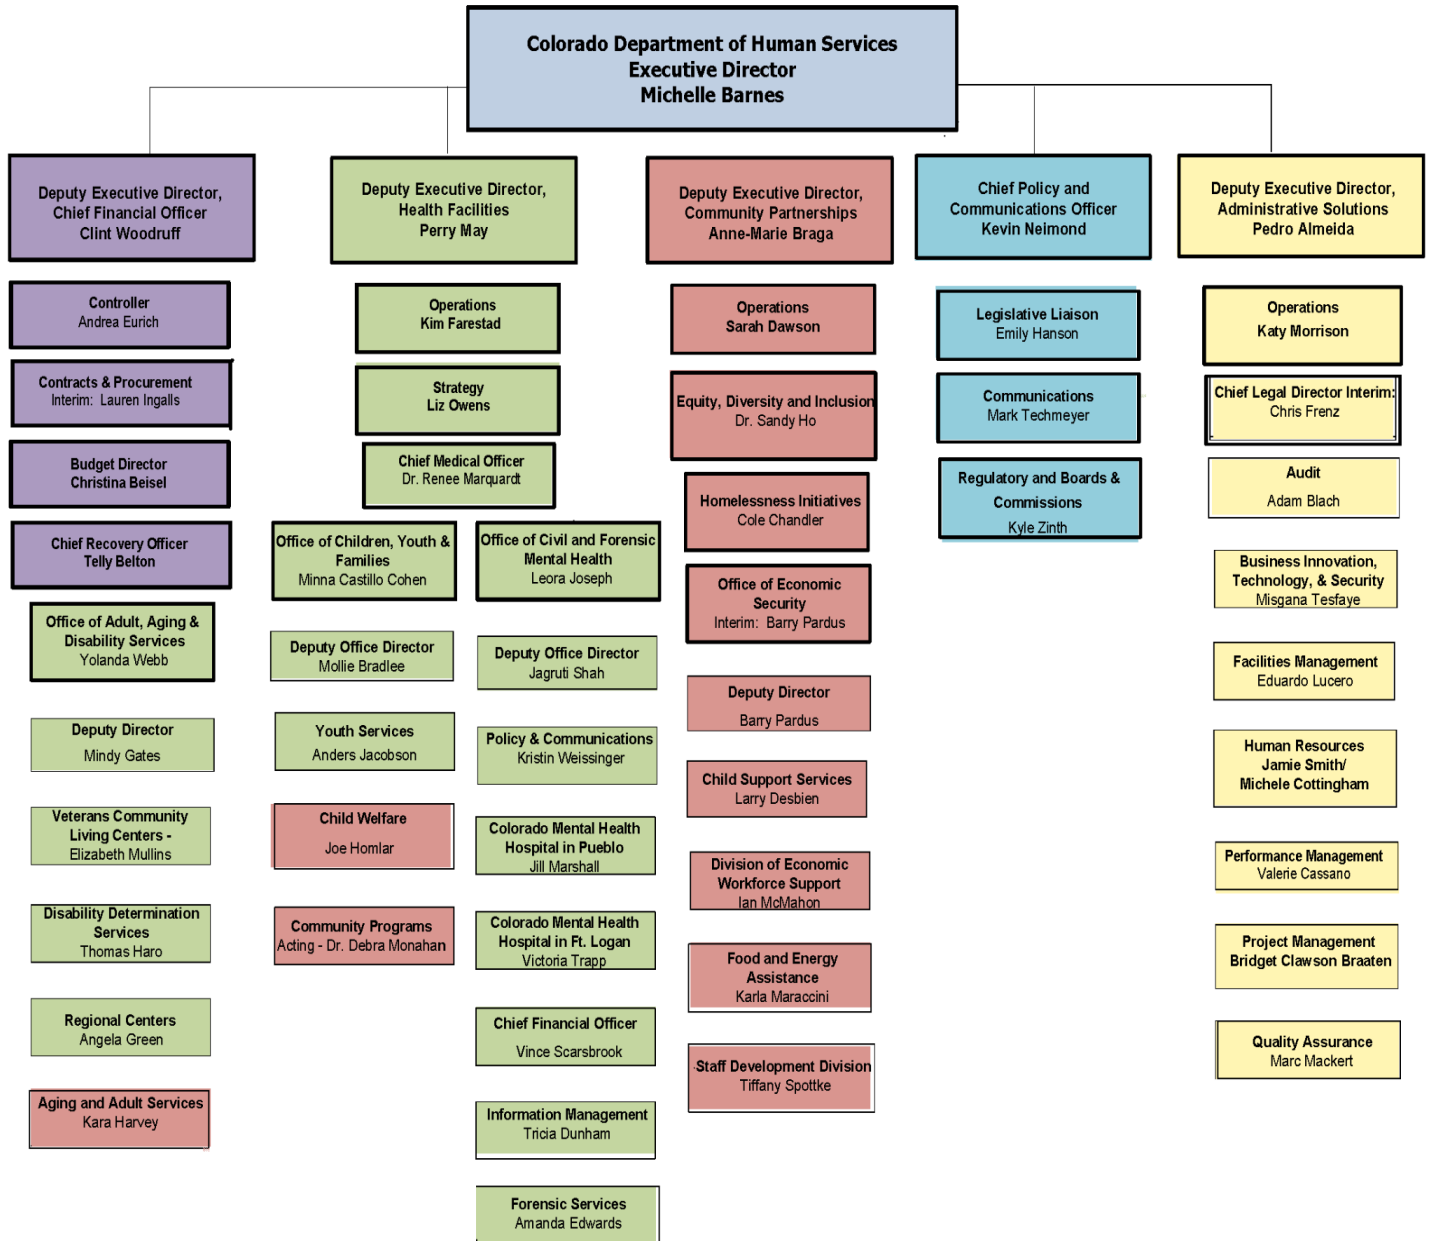 Colorado Department of Human Services
Executive Director
Michelle Barnes
Deputy Executive Director,
Chief Financial Officer
Clint Woodruff
Controller
Andrea Eurich
Contracts & Procurement
Interim: Lauren Ingalls
Budget Director
Christina Beisel
Chief Recovery Officer
Telly Belton
Office of Adult, Aging &
Disability Services
Yolanda Webb
Deputy Director
Mindy Gates
Veterans Community
Living Centers -
Elizabeth Mullins
Disability Determination
Services
Thomas Haro
Regional Centers
Angela Green
Aging and Adult Services
Kara Harvey
Deputy Executive Director,
Health Facilities
Perry May
Operations
Kim Farestad
Strategy
Liz Owens
Chief Medical Officer
Dr. Renee Marquardt
Office of Children, Youth &
Families
Minna Castillo Cohen
Deputy Office Director
Mollie Bradlee
Youth Services
Anders Jacobson
Child Welfare
Joe Homlar
Community Programs
Acting - Dr. Debra Monahan
Office of Civil and Forensic
Mental Health
Leora Joseph
Deputy Office Director
Jagruti Shah
Policy & Communications
Kristin Weissinger
Colorado Mental Health
Hospital in Pueblo
Jill Marshall
Colorado Mental Health
Hospital in Ft. Logan
Victoria Trapp
Chief Financial Officer
Vince Scarsbrook
Information Management
Tricia Dunham
Forensic Services
Amanda Edwards
Deputy Executive Director,
Community Partnerships
Anne-Marie Braga
Operations
Sarah Dawson
Equity, Diversity and Inclusion
Dr. Sandy Ho
Homelessness Initiatives
Cole Chandler
Office of Economic
Security
Interim: Barry Pardus
Deputy Director
Barry Pardus
Child Support Services
Larry Desbien
Division of Economic
Workforce Support
Ian McMahon
Food and Energy
Assistance
Karla Maraccini
Staff Development Division
Tiffany Spottke
Chief Policy and
Communications Officer
Kevin Neimond
Legislative Liaison
Emily Hanson
Communications
Mark Techmeyer
Regulatory and Boards &
Commissions
Kyle Zinth
Deputy Executive Director,
Administrative Solutions
Pedro Almeida
Operations
Katy Morrison
Chief Legal Director Interim:
Chris Frenz
Audit
Adam Blach
Business Innovation,
Technology, & Security
Misgana Tesfaye
Facilities Management
Eduardo Lucero
Human Resources
Jamie Smith/
Michele Cottingham
Performance Management
Valerie Cassano
Project Management
Bridget Clawson Braaten
Quality Assurance
Marc Mackert